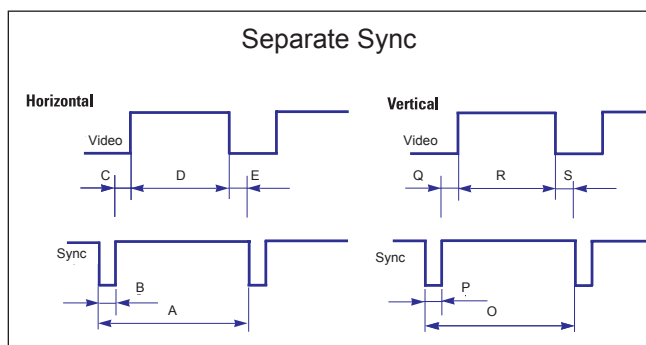 Separate Sync
Horizontal
Vertical
Video
Video
C
D
E
Q
R
S
Sync
Sync
B
P
A
O